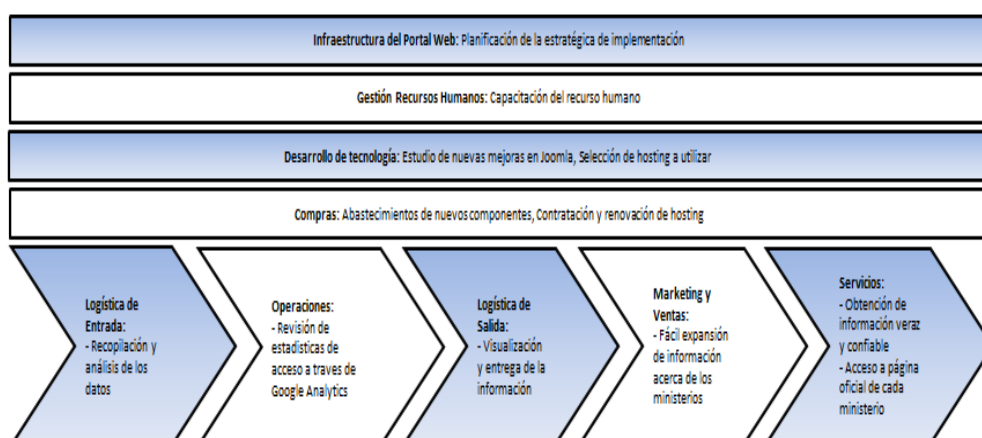 Infraestructura del Portal Web: Planificación de la estratégica de implementación
Gestión Recursos Humanos: Capacitación del recurso humano
Desarrollo de tecnología: Estudio de nuevas mejoras en Joomla, Selección de hosting a utilizar
Compras: Abastecimientos de nuevos componentes, Contratación y renovación de hosting
Logística de
Entrada:
- Recopilación y
análisis de los
datos
Operaciones:
- Revisión de
estadísticas de
acceso a traves de
Google Analytics
Logística de
Salida:
- Visualización
y entrega de la
información
Marketing y
Ventas:
- Fácil expansión
de información
acerca de los
ministerios
Servicios:
- Obtención de
información veraz
y confiable
- Acceso a página
oficial de cada
ministerio